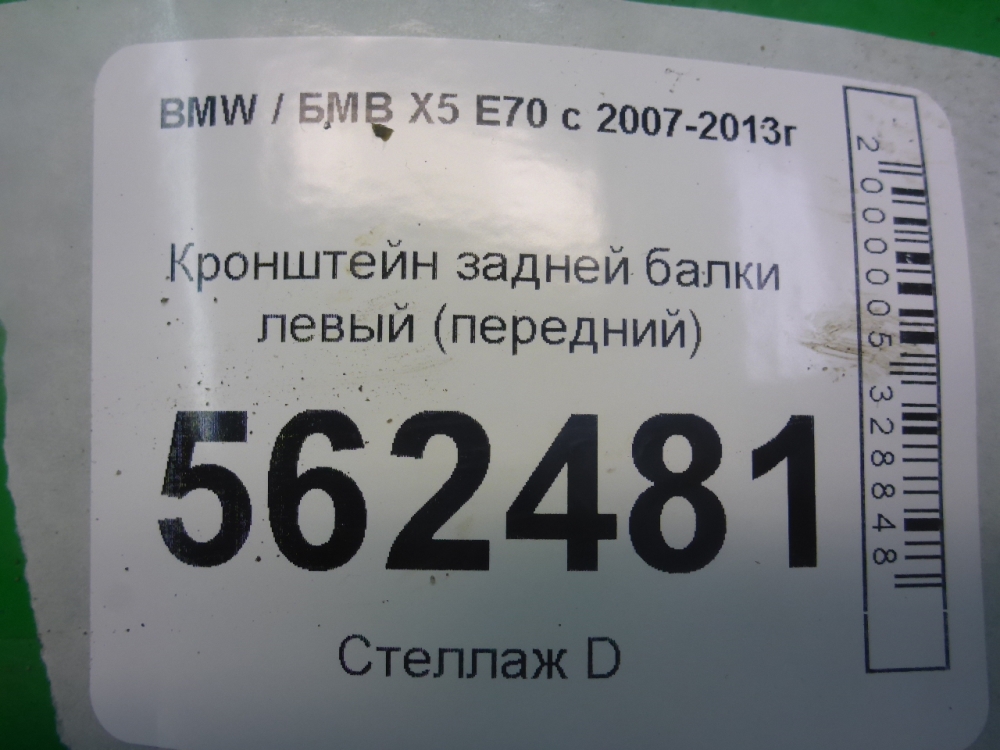 BMW / БМВ X5 E70 с 2007-2013г
Кронштейн задней балки
левый (передний)
562481
Стеллаж D
2000005328848